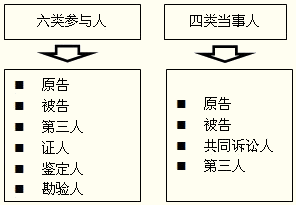 六类参与人
四类当事人
■ 原告
■ 被告
■ 第三人
■ 证人
■ 鉴定人
■ 勘验人
■ 原告
■ 被告
■ 共同诉讼人
■ 第三人